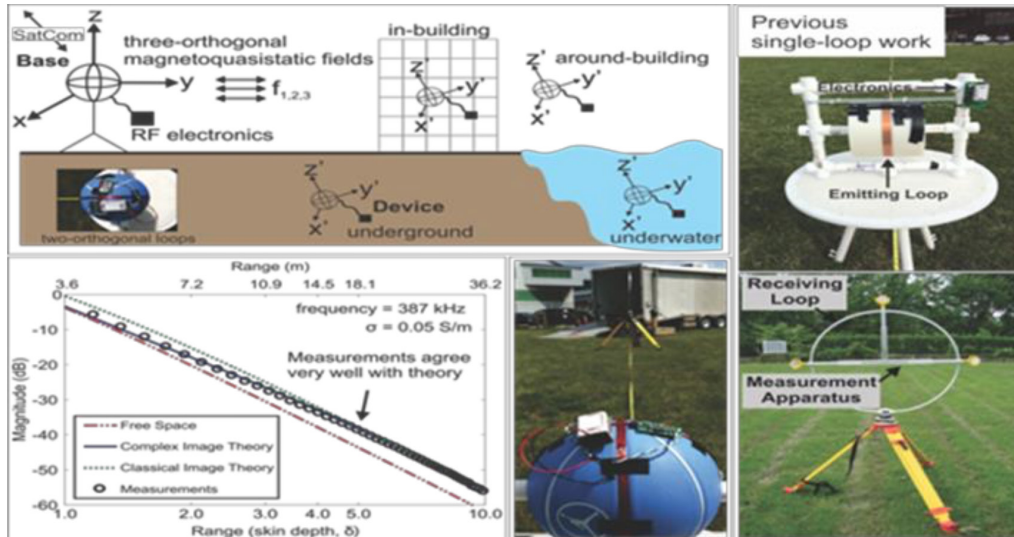 z
SatCom
Base
three-orthogonal
magnetoquasistatic fields
y
f1,2,3
x
RF electronics
in-building
z'
y'
x'
around-building
z'
y'
x'
two-orthogonal loops
z'
y'
x'
Device
underground
z'
y'
x'
underwater
Previous
single-loop work
Electronics
Emitting Loop
Range (m)
3.6 7.2 10.9 14.5 18.1 36.2
frequency = 387 kHz
σ = 0.05 S/m
Measurements agree
very well with theory
Magnitude (dB)
0
-10
-20
-30
-40
-50
-60
Free Space
Complex Image Theory
Classical Image Theory
Measurements
1.0 2.0 3.0 4.0 5.0 10.0
Range (skin depth, δ)
Receiving
Loop
Measurement
Apparatus